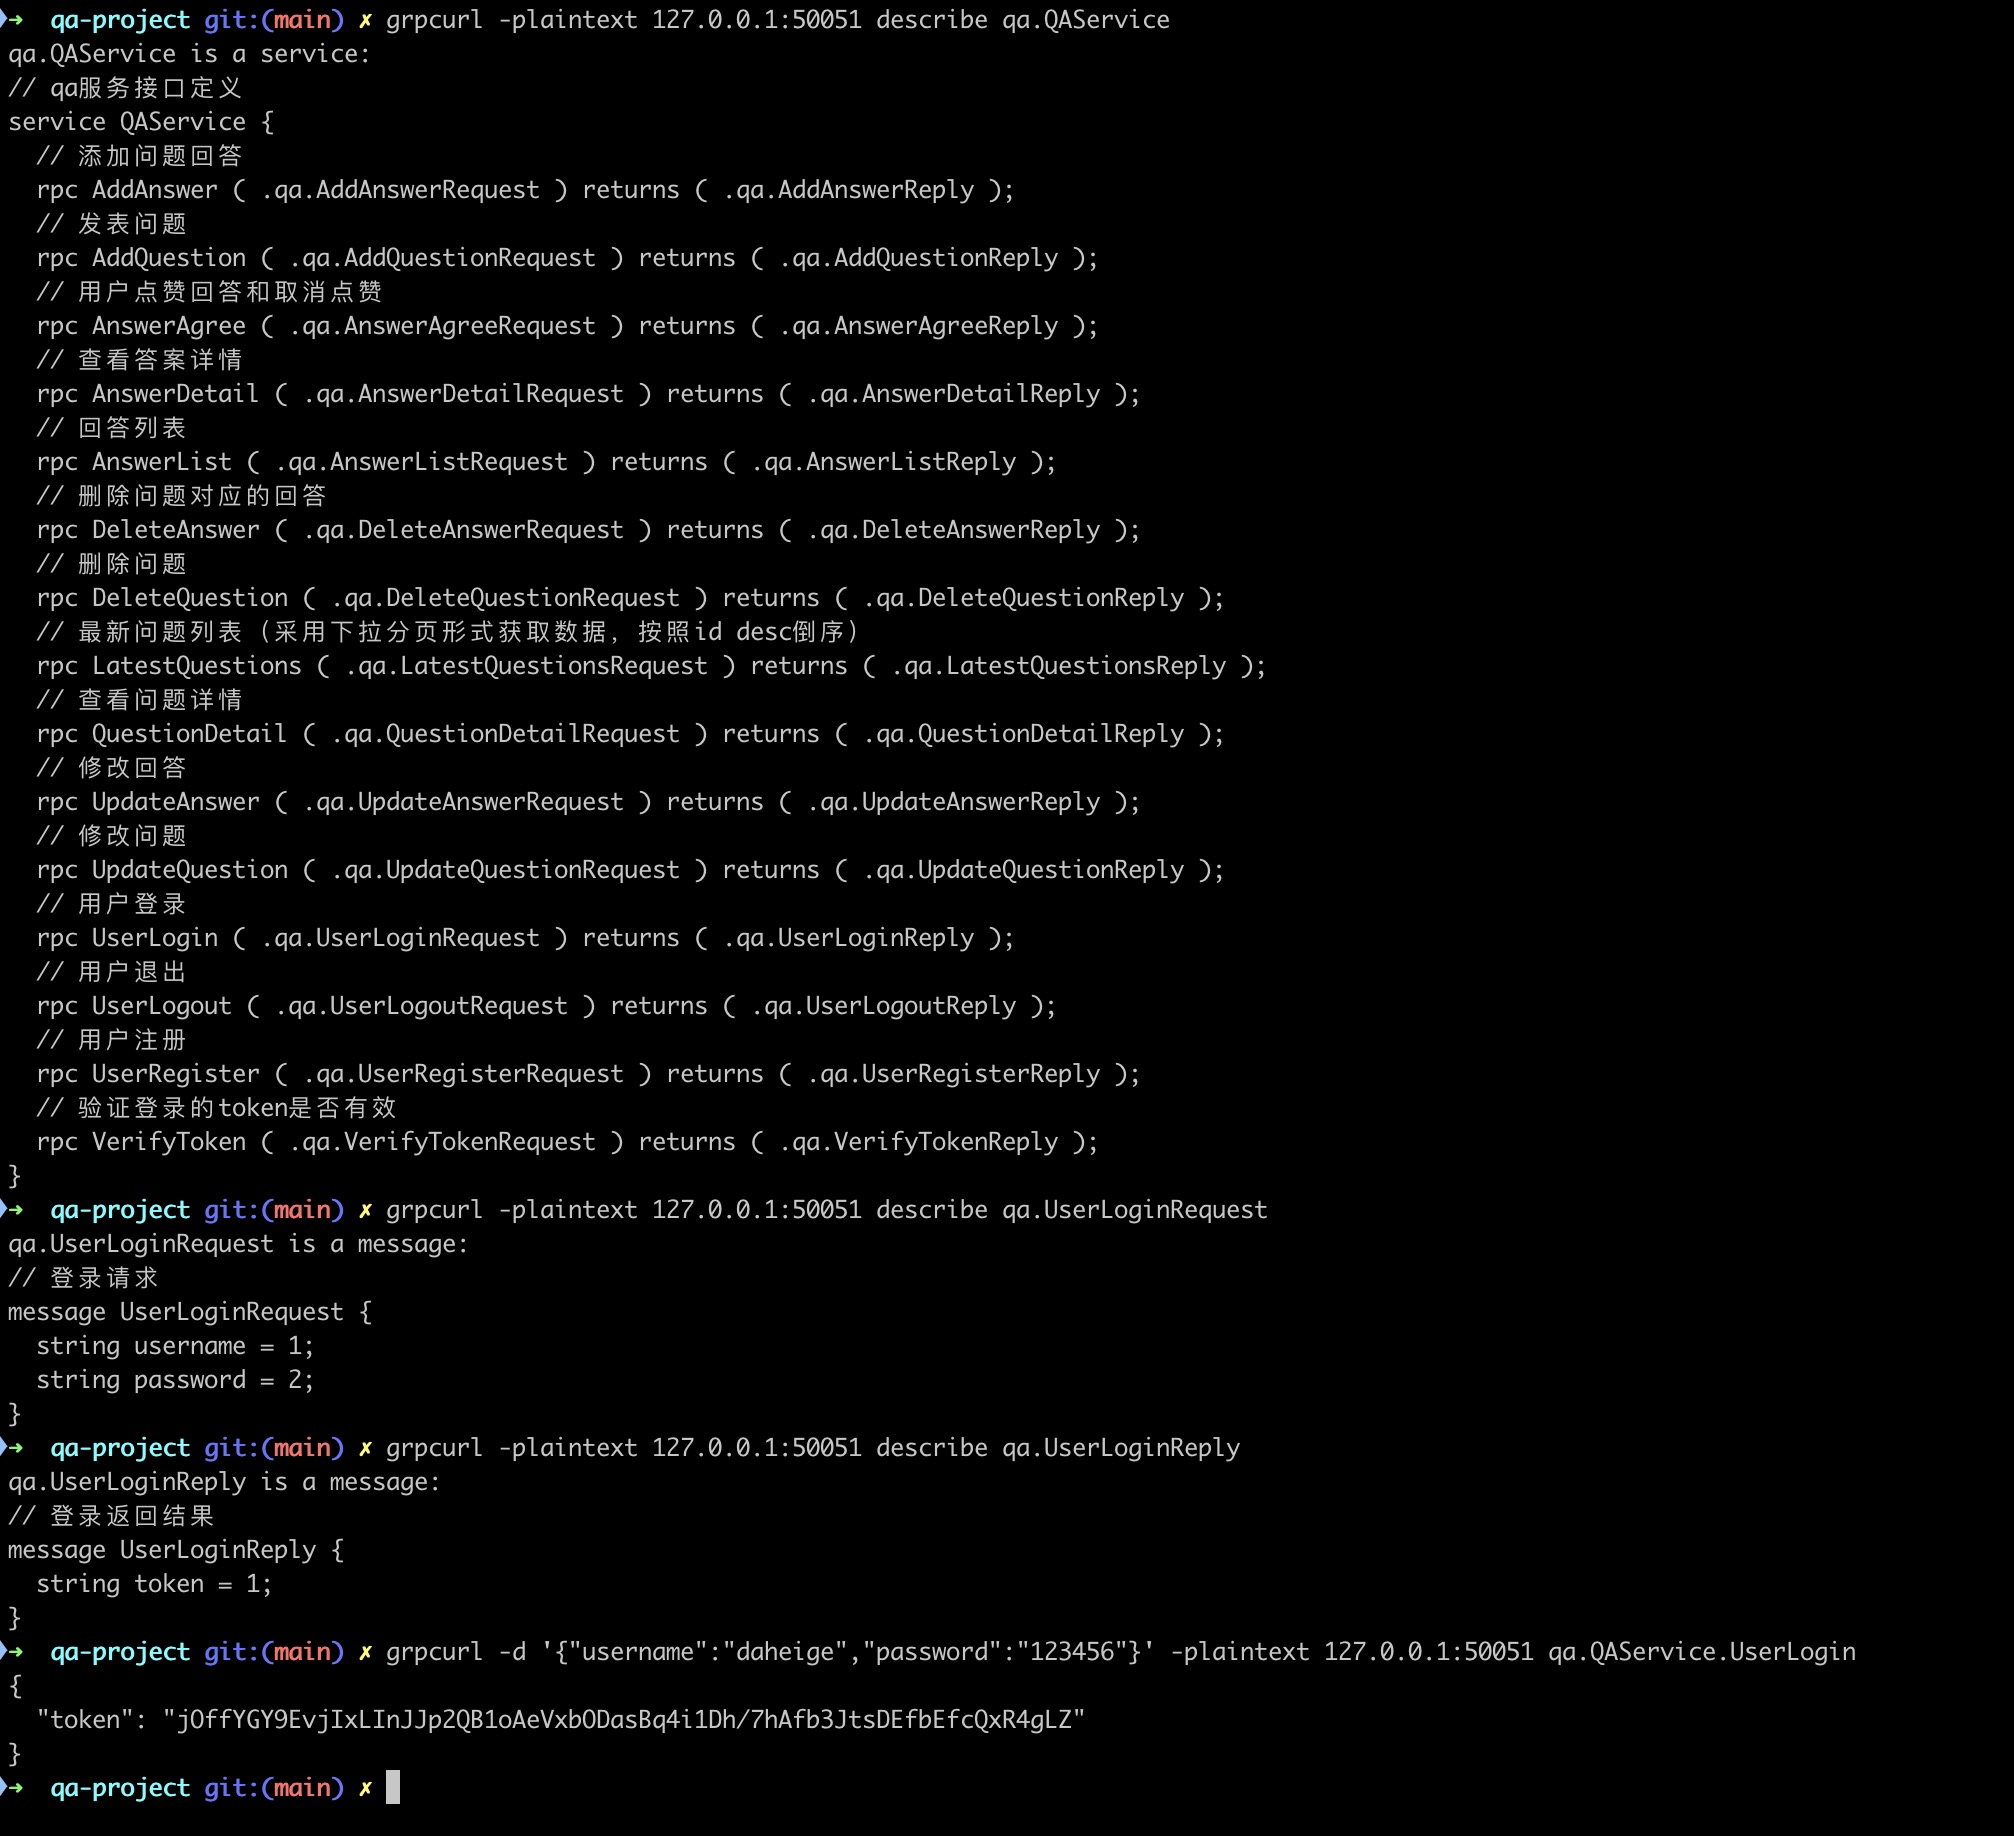 ➜  qa-project git:(main) ✗ grpcurl -plaintext 127.0.0.1:50051 describe qa.QAService
qa.QAService is a service:
// qa服务接口定义
service QAService {
  // 添加问题回答
  rpc AddAnswer ( .qa.AddAnswerRequest ) returns ( .qa.AddAnswerReply );
  // 发表问题
  rpc AddQuestion ( .qa.AddQuestionRequest ) returns ( .qa.AddQuestionReply );
  // 用户点赞回答和取消点赞
  rpc AnswerAgree ( .qa.AnswerAgreeRequest ) returns ( .qa.AnswerAgreeReply );
  // 查看答案详情
  rpc AnswerDetail ( .qa.AnswerDetailRequest ) returns ( .qa.AnswerDetailReply );
  // 回答列表
  rpc AnswerList ( .qa.AnswerListRequest ) returns ( .qa.AnswerListReply );
  // 删除问题对应的回答
  rpc DeleteAnswer ( .qa.DeleteAnswerRequest ) returns ( .qa.DeleteAnswerReply );
  // 删除问题
  rpc DeleteQuestion ( .qa.DeleteQuestionRequest ) returns ( .qa.DeleteQuestionReply );
  // 最新问题列表（采用下拉分页形式获取数据，按照id desc倒序）
  rpc LatestQuestions ( .qa.LatestQuestionsRequest ) returns ( .qa.LatestQuestionsReply );
  // 查看问题详情
  rpc QuestionDetail ( .qa.QuestionDetailRequest ) returns ( .qa.QuestionDetailReply );
  // 修改回答
  rpc UpdateAnswer ( .qa.UpdateAnswerRequest ) returns ( .qa.UpdateAnswerReply );
  // 修改问题
  rpc UpdateQuestion ( .qa.UpdateQuestionRequest ) returns ( .qa.UpdateQuestionReply );
  // 用户登录
  rpc UserLogin ( .qa.UserLoginRequest ) returns ( .qa.UserLoginReply );
  // 用户退出
  rpc UserLogout ( .qa.UserLogoutRequest ) returns ( .qa.UserLogoutReply );
  // 用户注册
  rpc UserRegister ( .qa.UserRegisterRequest ) returns ( .qa.UserRegisterReply );
  // 验证登录的token是否有效
  rpc VerifyToken ( .qa.VerifyTokenRequest ) returns ( .qa.VerifyTokenReply );
}
➜  qa-project git:(main) ✗ grpcurl -plaintext 127.0.0.1:50051 describe qa.UserLoginRequest
qa.UserLoginRequest is a message:
// 登录请求
message UserLoginRequest {
  string username = 1;
  string password = 2;
}
➜  qa-project git:(main) ✗ grpcurl -plaintext 127.0.0.1:50051 describe qa.UserLoginReply
qa.UserLoginReply is a message:
// 登录返回结果
message UserLoginReply {
  string token = 1;
}
➜  qa-project git:(main) ✗ grpcurl -d '{"username":"daheige","password":"123456"}' -plaintext 127.0.0.1:50051 qa.QAService.UserLogin
{
  "token": "jOffYGY9EvjIxLInJJp2QB1oAeVxbODasBq4i1Dh/7hAfb3JtsDEfbEfcQxR4gLZ"
}
➜  qa-project git:(main) ✗